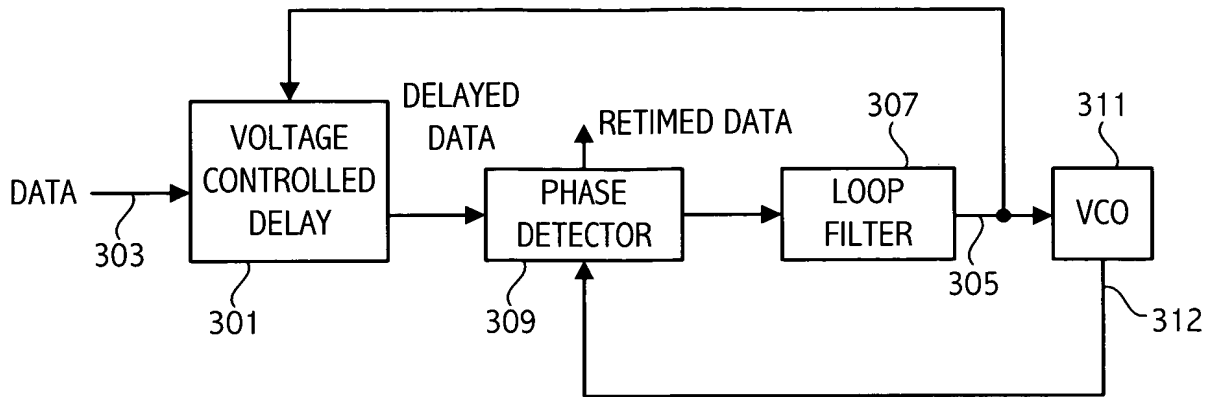 DELAYED
DATA
RETIMED DATA
307
311
VOLTAGE
CONTROLLED
DELAY
DATA
303
301
PHASE
DETECTOR
309
LOOP
FILTER
305
VCO
312